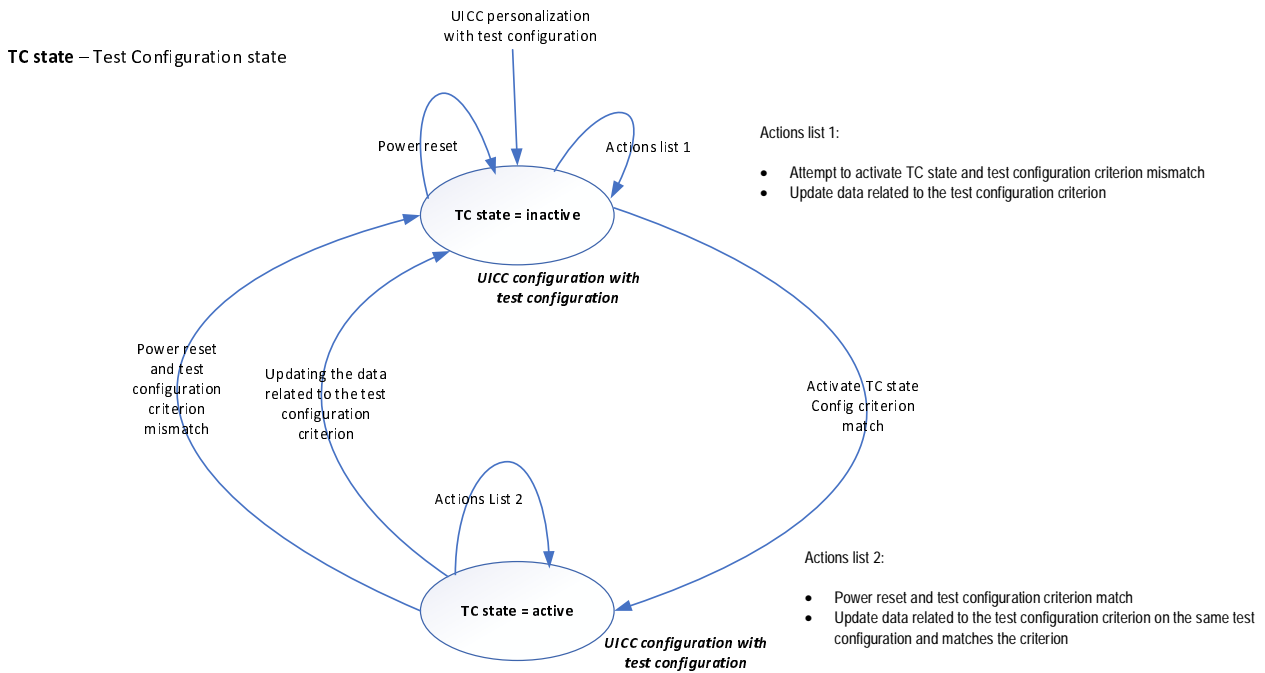 UICC personalization
with test configuration
TC state – Test Configuration state
Power reset
Actions list 1
Actions list 1:
• Attempt to activate TC state and test configuration criterion mismatch
• Update data related to the test configuration criterion
TC state = inactive
UICC configuration with
test configuration
Power reset
and test
configuration
criterion
mismatch
Updating the data
related to the test
configuration
criterion
Activate TC state
Config criterion
match
Actions List 2
Actions list 2:
• Power reset and test configuration criterion match
• Update data related to the test configuration criterion on the same test
configuration and matches the criterion
TC state = active
UICC configuration with
test configuration